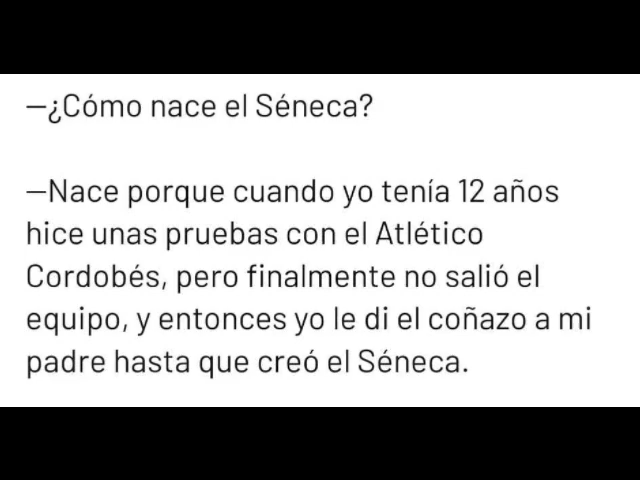 —¿Cómo nace el Séneca?
—Nace porque cuando yo tenía 12 años
hice unas pruebas con el Atlético
Cordobés, pero finalmente no salió el
equipo, y entonces yo le di el coñazo a mi
padre hasta que creó el Séneca.